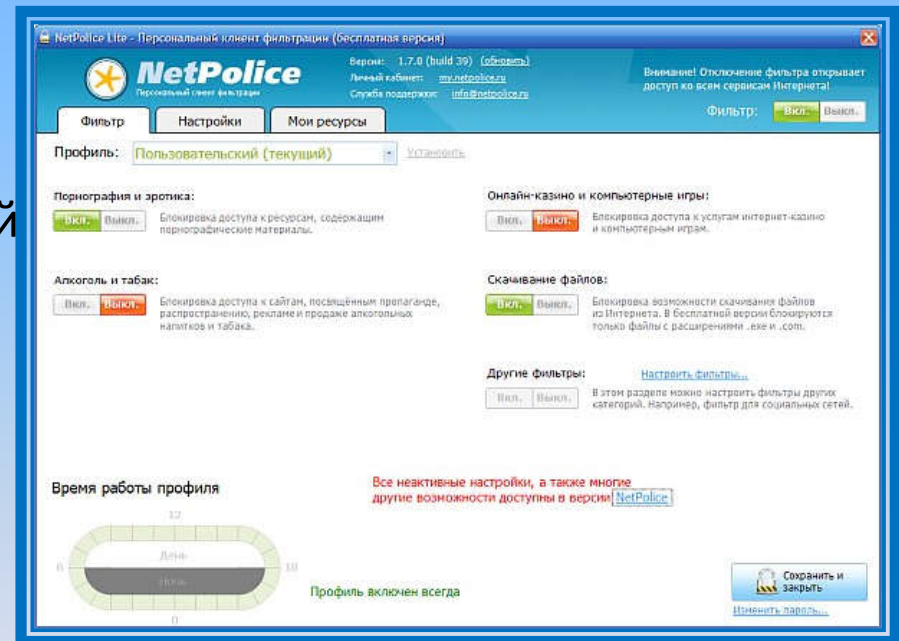 й
NetPolice Lite - Персональный клиент фильтрации (бесплатная версия)
NetPolice
Персональный клиент фильтрации
Версия: 1.7.0 (build 39) (обновить)
Личный кабинет: my.netpolice.ru
Служба поддержки: info@netpolice.ru
Внимание! Отключение фильтра открывает
доступ ко всем сервисам Интернета!
Фильтр: Вкл. Выкл.
Фильтр Настройки Мои ресурсы
Профиль: Пользовательский (текущий) Установить
Порнография и эротика:
Вкл. Выкл. Блокировка доступа к ресурсам, содержащим
порнографические материалы.
Онлайн-казино и компьютерные игры:
Вкл. Выкл. Блокировка доступа к услугам интернет-казино
и компьютерным играм.
Алкоголь и табак:
Вкл. Выкл. Блокировка доступа к сайтам, посвящённым пропаганде,
распространению, рекламе и продаже алкогольных
напитков и табака.
Скачивание файлов:
Вкл. Выкл. Блокировка возможности скачивания файлов
из Интернета. В бесплатной версии блокируются
только файлы с расширениями .exe и .com.
Другие фильтры: Настроить фильтры...
Вкл. Выкл. В этом разделе можно настроить фильтры других
категорий. Например, фильтр для социальных сетей.
Время работы профиля
12
День
6 18
Ночь
0
Все неактивные настройки, а также многие
другие возможности доступны в версии NetPolice
Профиль включен всегда
Сохранить и
закрыть
Изменить пароль...